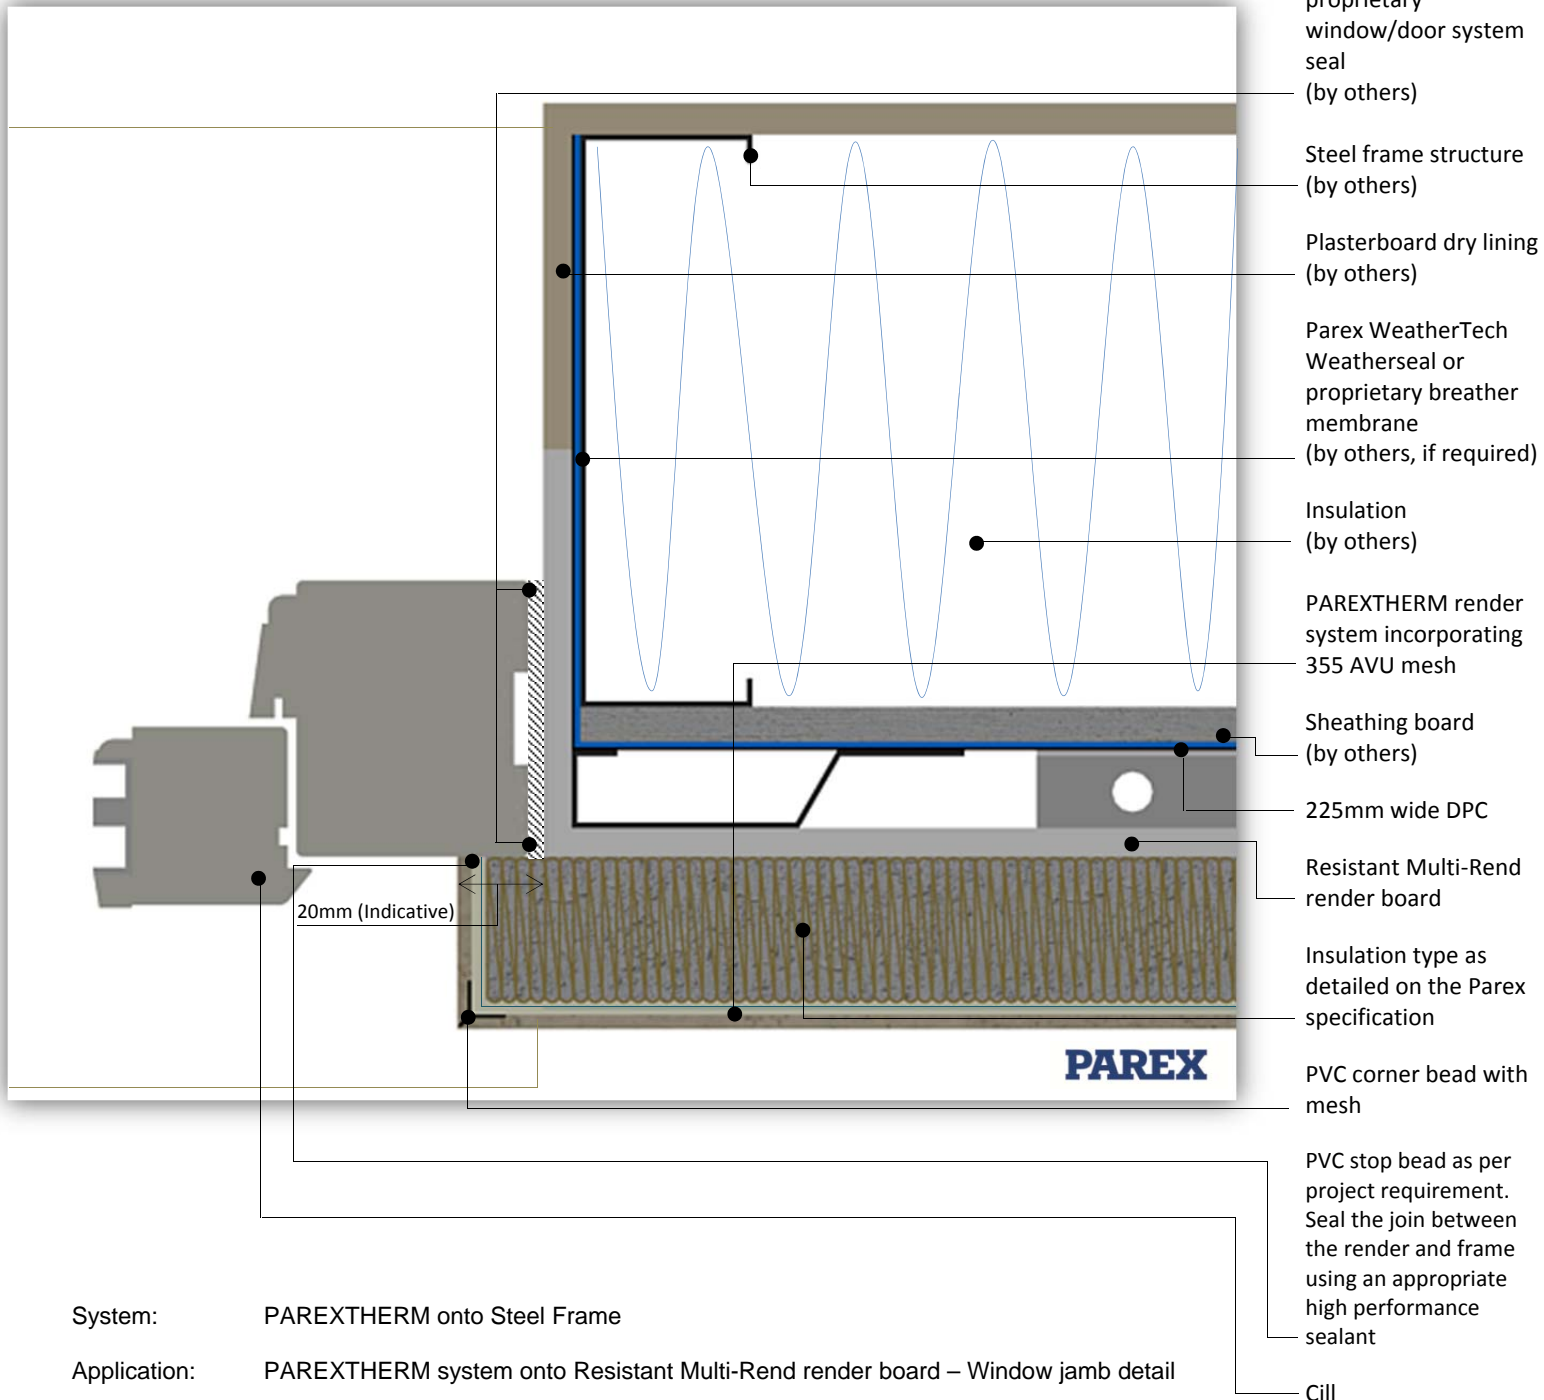 proprietary
window/door system
seal
(by others)
Steel frame structure
(by others)
Plasterboard dry lining
(by others)
Parex WeatherTech
Weatherseal or
proprietary breather
membrane
(by others, if required)
Insulation
(by others)
PAREXTHERM render
system incorporating
355 AVU mesh
Sheathing board
(by others)
225mm wide DPC
Resistant Multi-Rend
render board
Insulation type as
detailed on the Parex
specification
PVC corner bead with
mesh
PVC stop bead as per
project requirement.
Seal the join between
the render and frame
using an appropriate
high performance
sealant
Cill
20mm (Indicative)
PAREX
System: PAREXTHERM onto Steel Frame
Application: PAREXTHERM system onto Resistant Multi-Rend render board – Window jamb detail